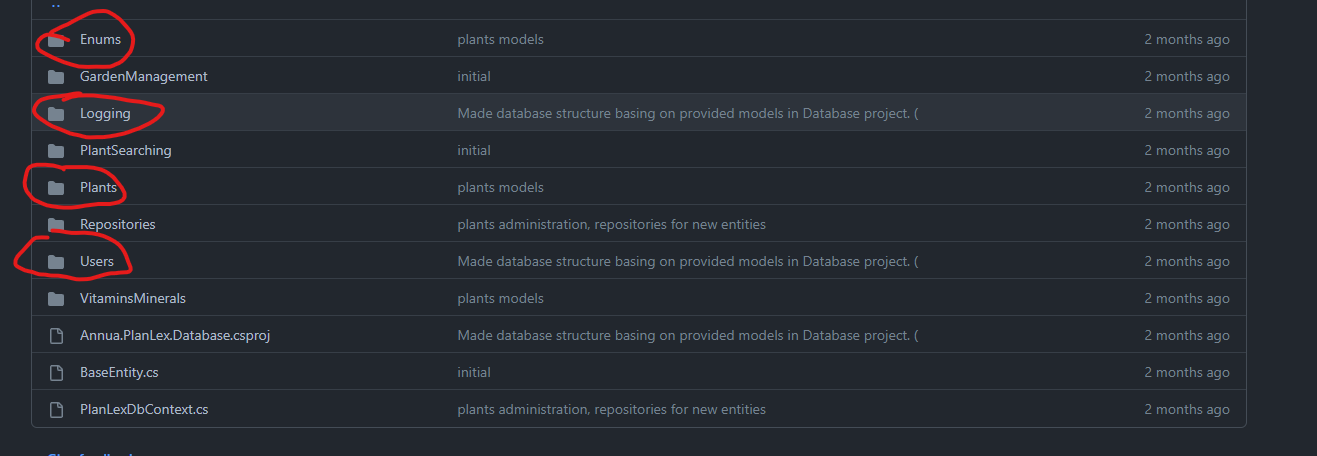 ..
Enums plants models 2 months ago
GardenManagement initial 2 months ago
Logging Made database structure basing on provided models in Database project. ( 2 months ago
PlantSearching initial 2 months ago
Plants plants models 2 months ago
Repositories plants administration, repositories for new entities 2 months ago
Users Made database structure basing on provided models in Database project. ( 2 months ago
VitaminsMinerals plants models 2 months ago
Annua.PlanLex.Database.csproj Made database structure basing on provided models in Database project. ( 2 months ago
BaseEntity.cs initial 2 months ago
PlanLexDbContext.cs plants administration, repositories for new entities 2 months ago